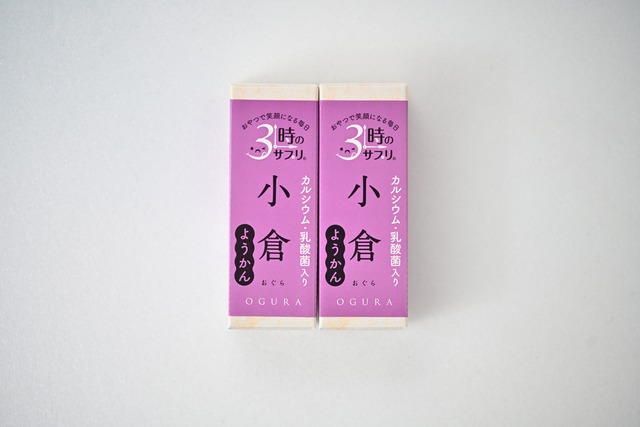 おやつで笑顔になる毎日
3時の
サプリ®
カルシウム・乳酸菌入り
小倉
おぐら
ようかん
OGURA
おやつで笑顔になる毎日
3時の
サプリ®
カルシウム・乳酸菌入り
小倉
おぐら
ようかん
OGURA